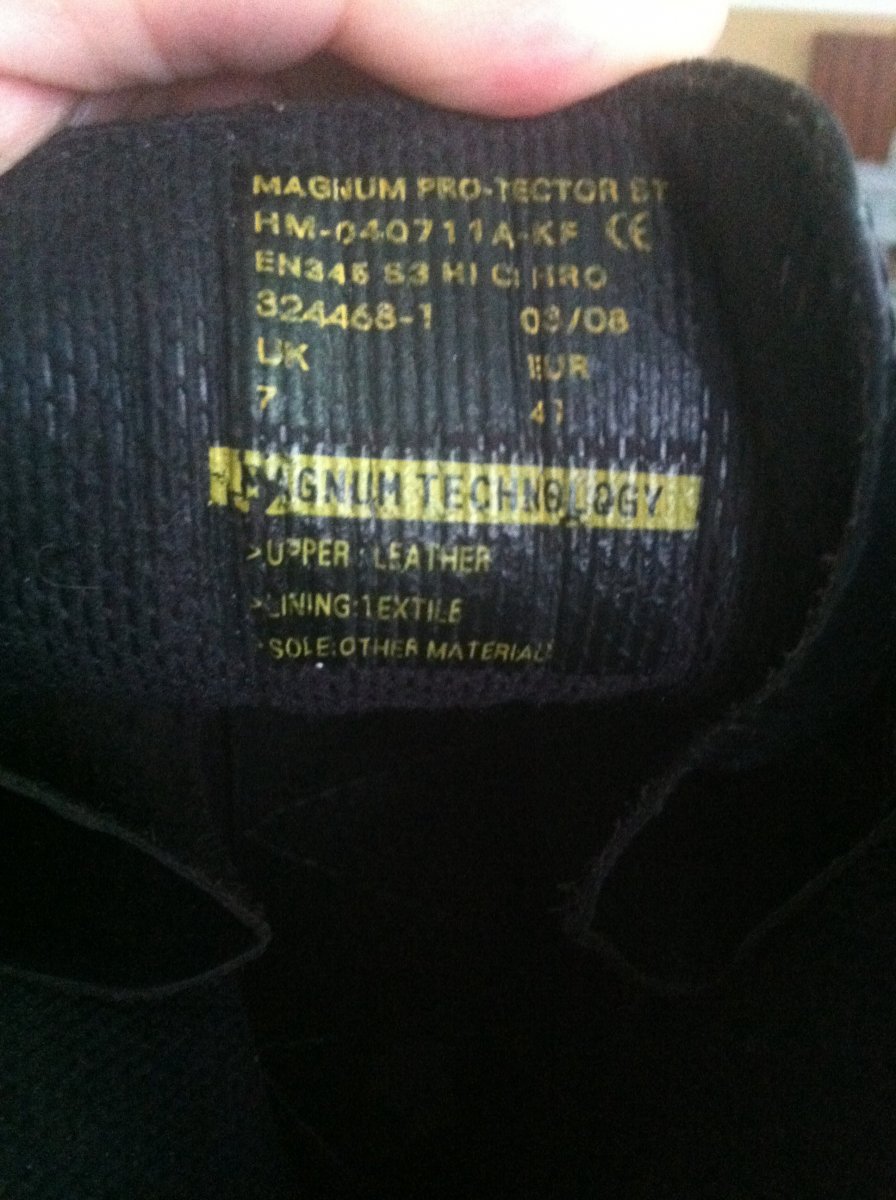 MAGNUM PRO-TECTOR ST
HM-040711A-KF CE
EN345 S3 HI CI HRO
324468-1 03/08
UK EUR
7 41
MAGNUM TECHNOLOGY
>UPPER: LEATHER
>LINING:TEXTILE
>SOLE:OTHER MATERIAL